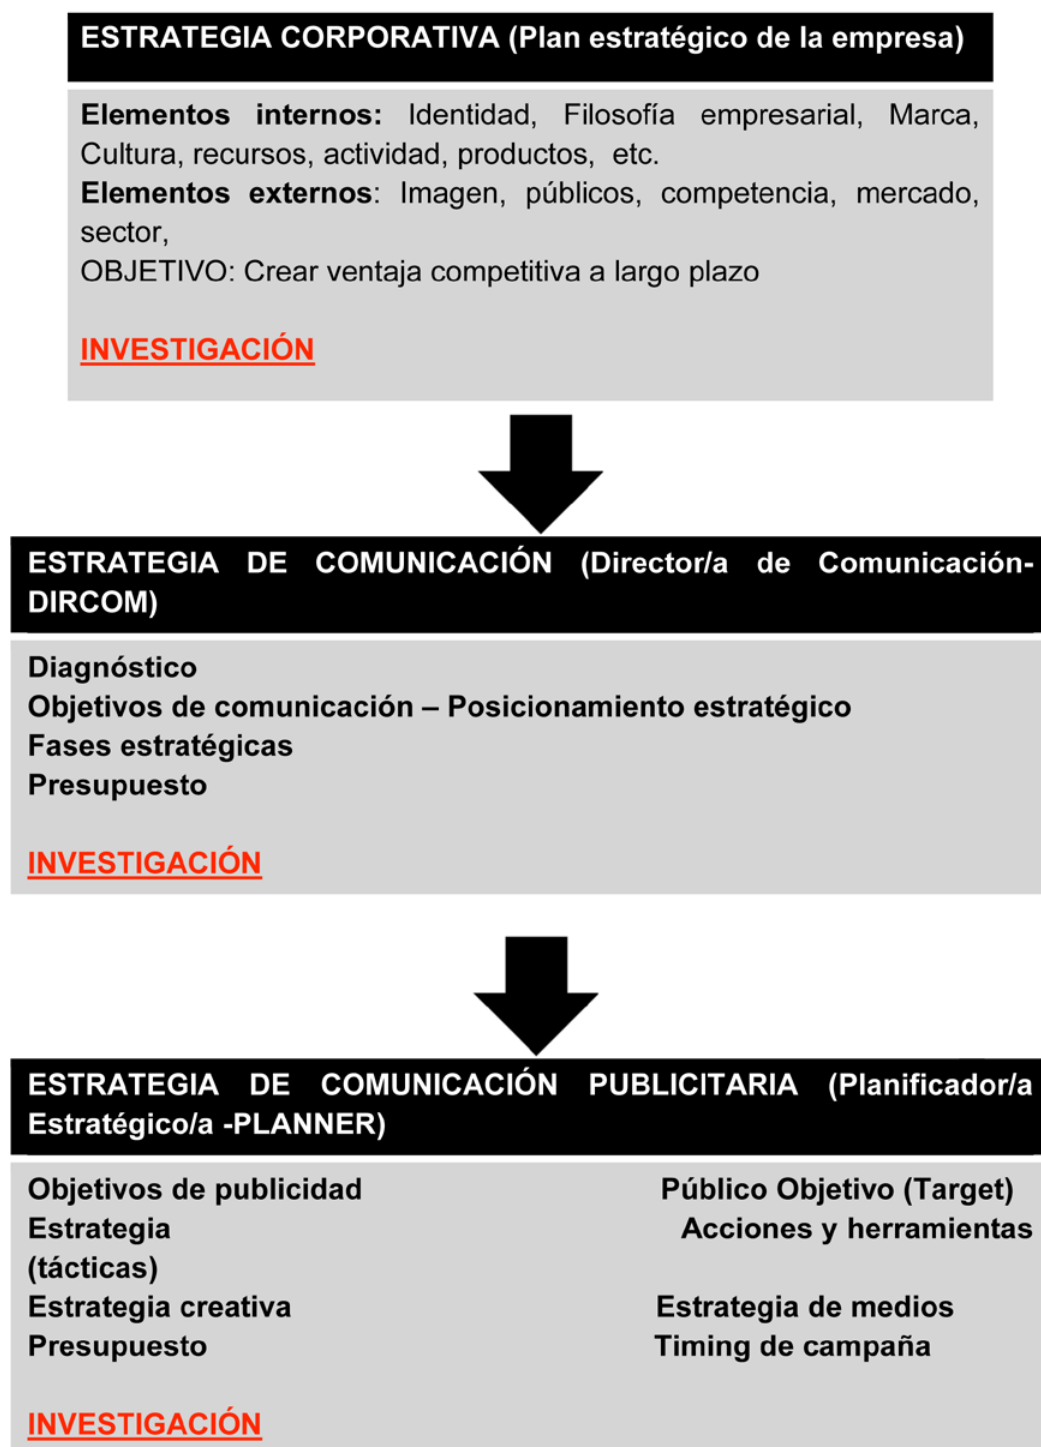 ESTRATEGIA CORPORATIVA (Plan estratégico de la empresa)
Elementos internos: Identidad, Filosofía empresarial, Marca,
Cultura, recursos, actividad, productos, etc.
Elementos externos: Imagen, públicos, competencia, mercado,
sector,
OBJETIVO: Crear ventaja competitiva a largo plazo
INVESTIGACIÓN
ESTRATEGIA DE COMUNICACIÓN (Director/a de Comunicación-
DIRCOM)
Diagnóstico
Objetivos de comunicación – Posicionamiento estratégico
Fases estratégicas
Presupuesto
INVESTIGACIÓN
ESTRATEGIA DE COMUNICACIÓN PUBLICITARIA (Planificador/a
Estratégico/a -PLANNER)
Objetivos de publicidad Público Objetivo (Target)
Estrategia Acciones y herramientas
(tácticas)
Estrategia creativa Estrategia de medios
Presupuesto Timing de campaña
INVESTIGACIÓN